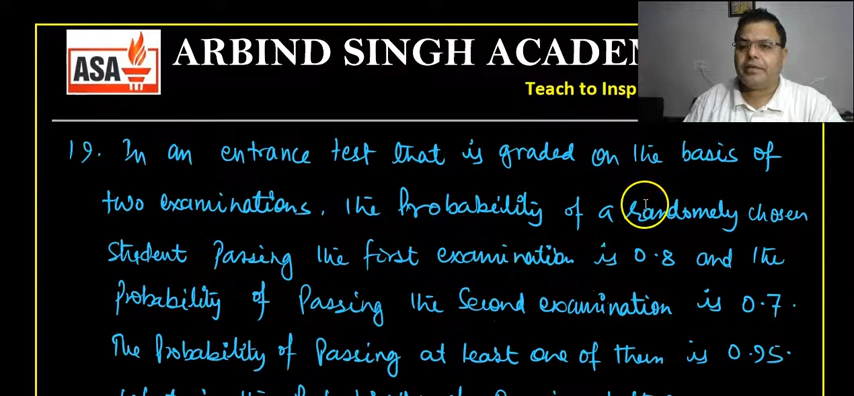 ASA
ARBIND SINGH ACADEM
Teach to Insp
19. In an entrance test that is graded on the basis of
two examinations. The Probability of a randomely chosen
student Passing the first examination is 0.8 and the
Probability of Passing the Second examination is 0.7.
The Probability of Passing at least one of them is 0.95.